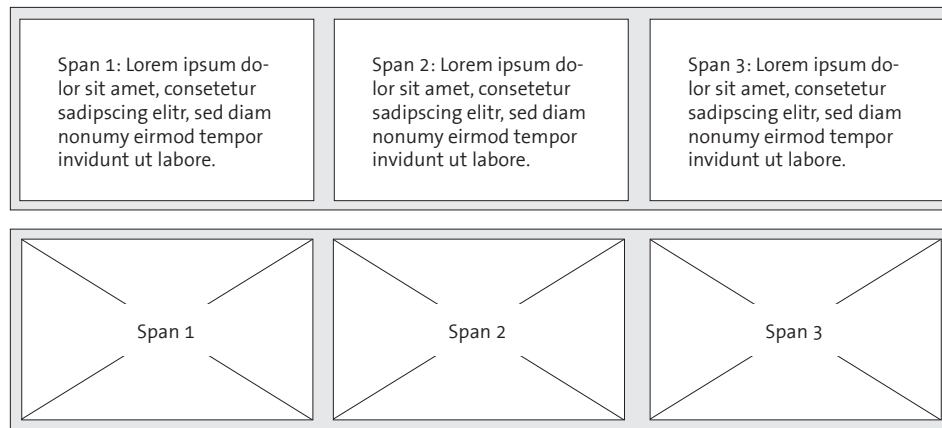 Span 1: Lorem ipsum do-
lor sit amet, consetetur
sadipscing elitr, sed diam
nonumy eirmod tempor
invidunt ut labore.
Span 2: Lorem ipsum do-
lor sit amet, consetetur
sadipscing elitr, sed diam
nonumy eirmod tempor
invidunt ut labore.
Span 3: Lorem ipsum do-
lor sit amet, consetetur
sadipscing elitr, sed diam
nonumy eirmod tempor
invidunt ut labore.
Span 1
Span 2
Span 3